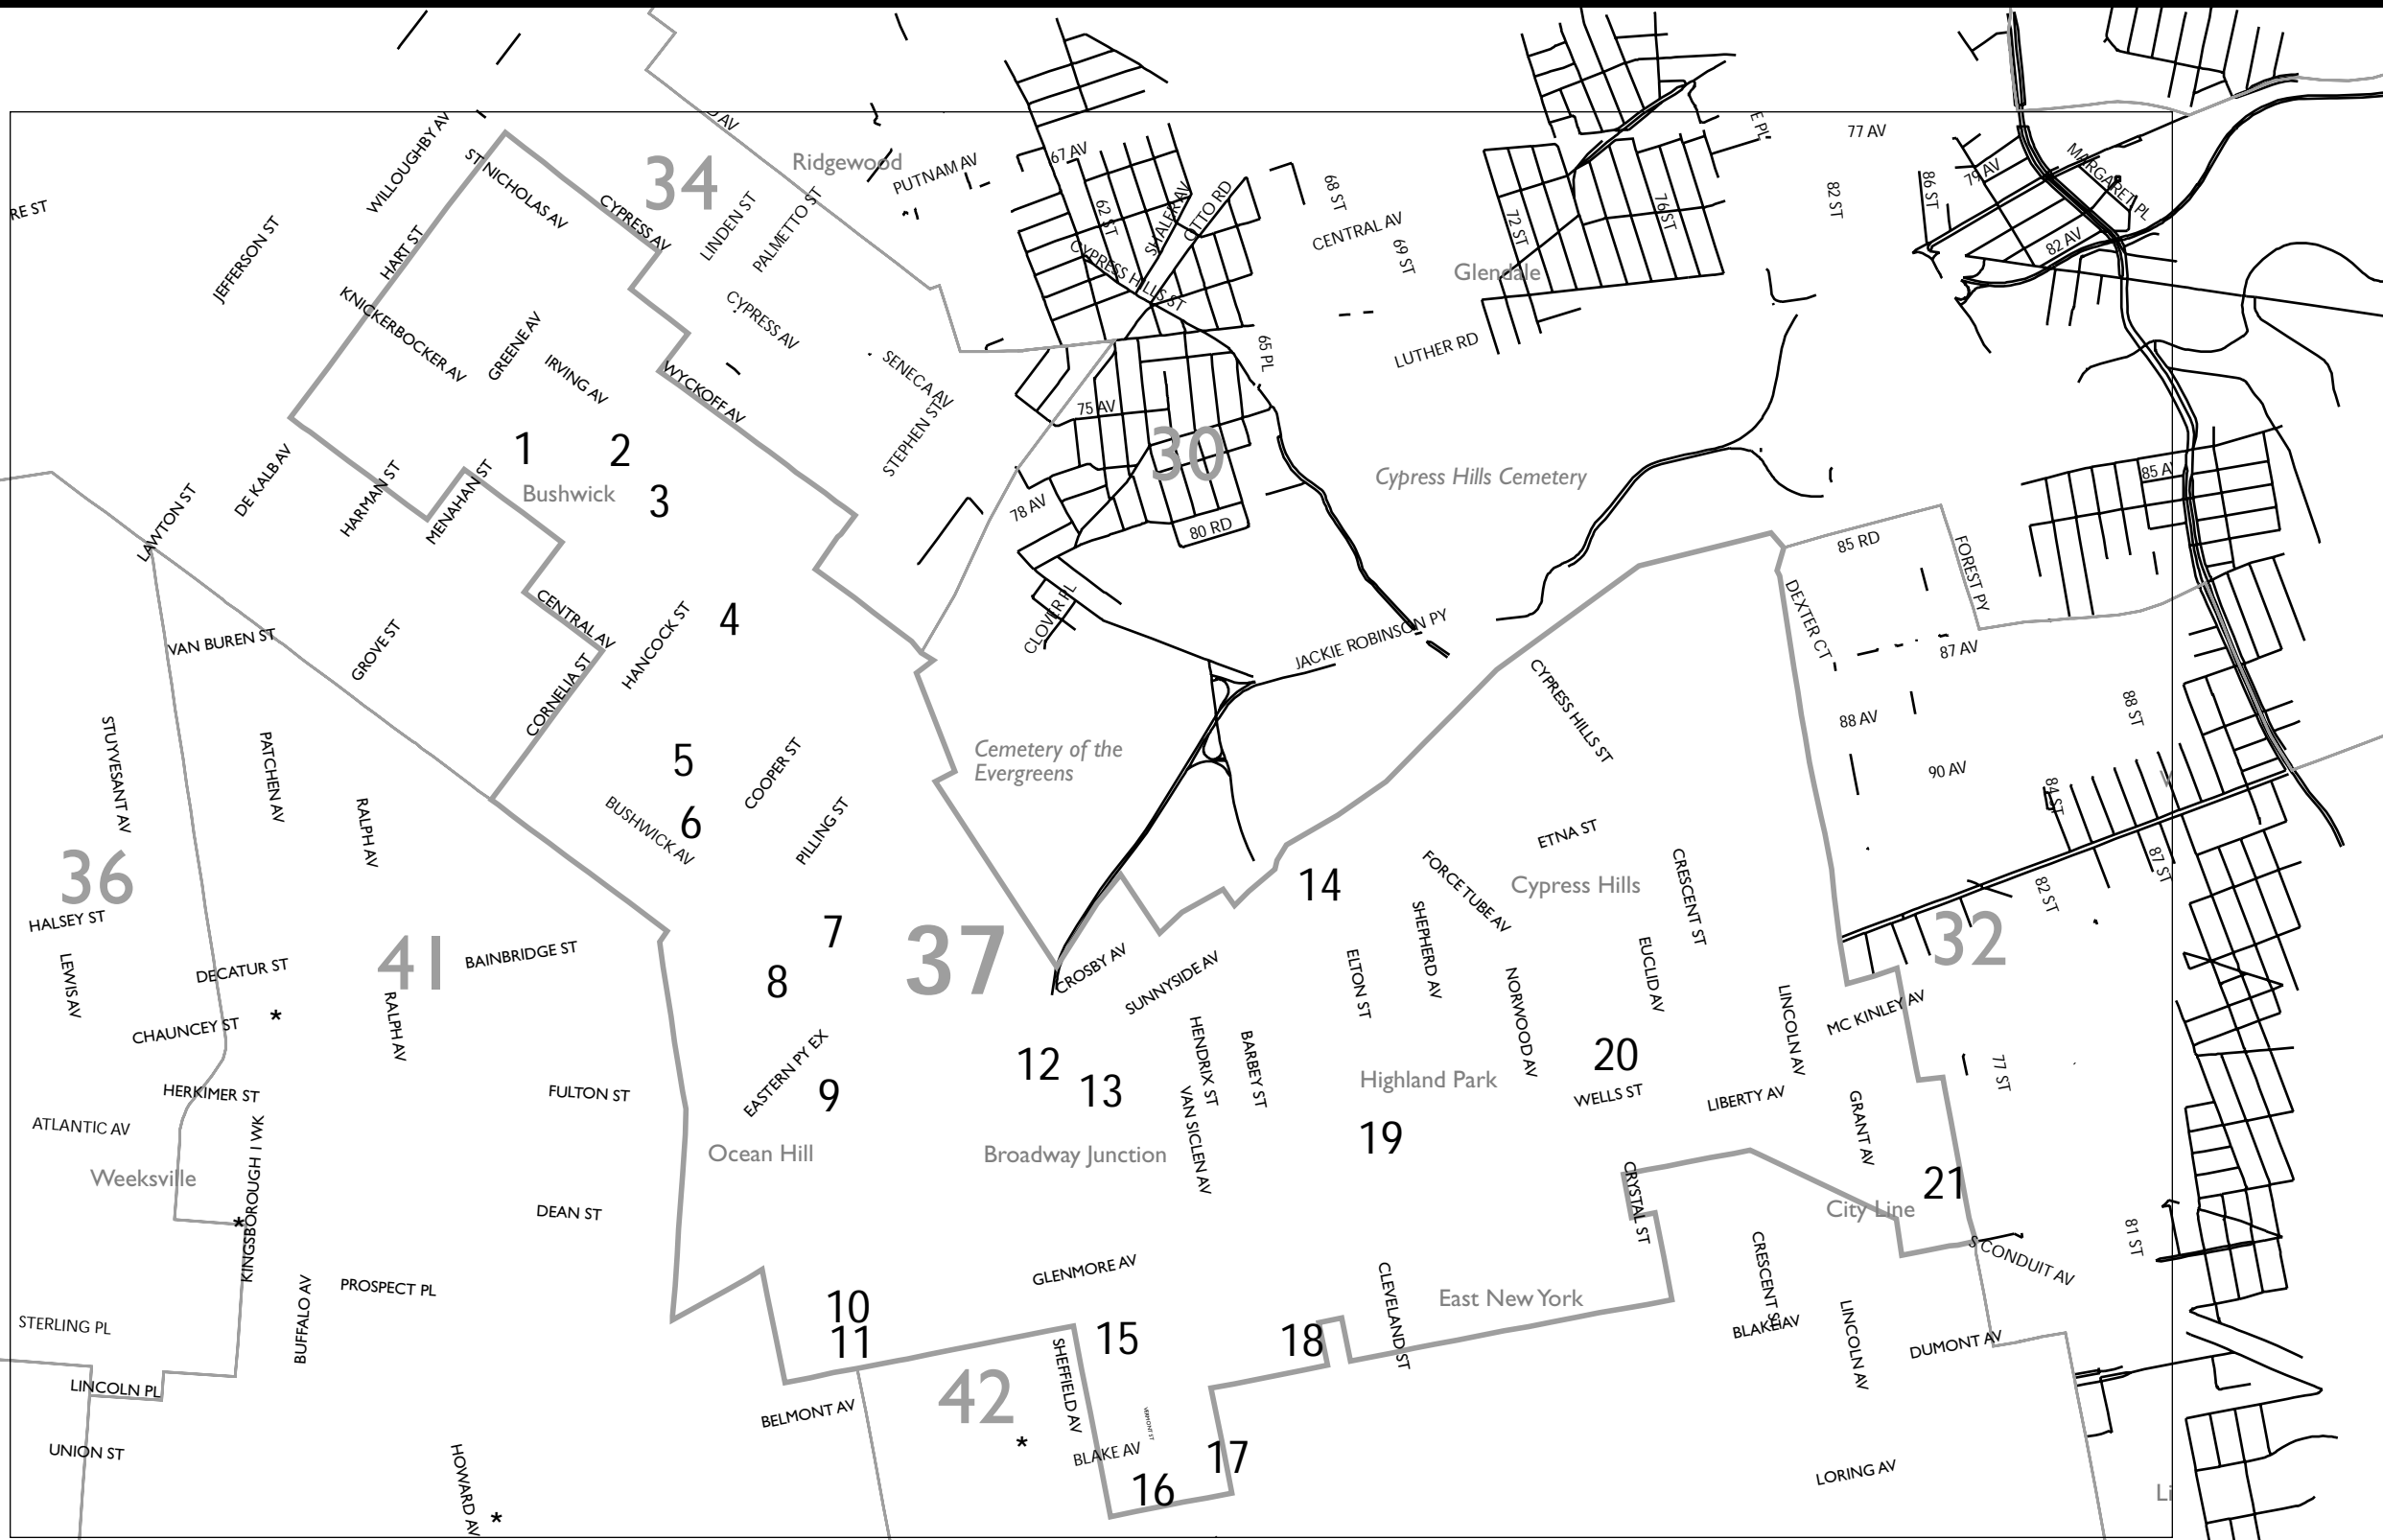 WILLOUGHBY AV
ST NICHOLAS AV
34
Ridgewood
PUTNAM AV
67 AV
77 AV
MARGARET PL
79 AV
E PL
RE ST
JEFFERSON ST
HART ST
CYPRESS AV
LINDEN ST
PALMETTO ST
62 ST
SHALER AV
OTTO RD
68 ST
CENTRAL AV
69 ST
72 ST
76 ST
82 ST
86 ST
82 AV
CYPRESS HILLS ST
Glendale
KNICKERBOCKER AV
GREENE AV
IRVING AV
CYPRESS AV
WYCKOFF AV
SENECA AV
STEPHEN ST
65 PL
LUTHER RD
75 AV
30
1
2
3
Bushwick
Cypress Hills Cemetery
85 AV
LAWTON ST
DE KALB AV
HARMAN ST
MENAHAN ST
78 AV
80 RD
85 RD
FOREST PY
DEXTER CT
CLOVER PL
JACKIE ROBINSON PY
87 AV
VAN BUREN ST
GROVE ST
CENTRAL AV
HANCOCK ST
4
CORNELIA ST
CYPRESS HILLS ST
88 AV
88 ST
90 AV
84 ST
STUYVESANT AV
PATCHEN AV
RALPH AV
5
COOPER ST
Cemetery of the
Evergreens
BUSHWICK AV
6
PILLING ST
ETNA ST
FORCE TUBE AV
CRESCENT ST
87 ST
82 ST
36
14
Cypress Hills
HALSEY ST
LEWIS AV
DECATUR ST
41
BAINBRIDGE ST
7
37
8
CROSBY AV
SUNNYSIDE AV
ELTON ST
SHEPHERD AV
NORWOOD AV
EUCLID AV
LINCOLN AV
32
MC KINLEY AV
CHAUNCEY ST
*
RALPH AV
EASTERN PY EX
12
13
HENDRIX ST
BARBEY ST
20
77 ST
HERKIMER ST
FULTON ST
9
Highland Park
WELLS ST
LIBERTY AV
GRANT AV
ATLANTIC AV
KINGSBOROUGH 1 WK
Weeksville
Ocean Hill
Broadway Junction
VAN SICLEN AV
19
CRYSTAL ST
21
City Line
*
DEAN ST
S CONDUIT AV
81 ST
PROSPECT PL
BUFFALO AV
GLENMORE AV
CLEVELAND ST
East New York
CRESCENT ST
BLAKE AV
LINCOLN AV
DUMONT AV
STERLING PL
10
11
15
18
LINCOLN PL
42
SHEFFIELD AV
BELMONT AV
VERMONT ST
UNION ST
HOWARD AV
*
*
BLAKE AV
16
17
LORING AV
Li